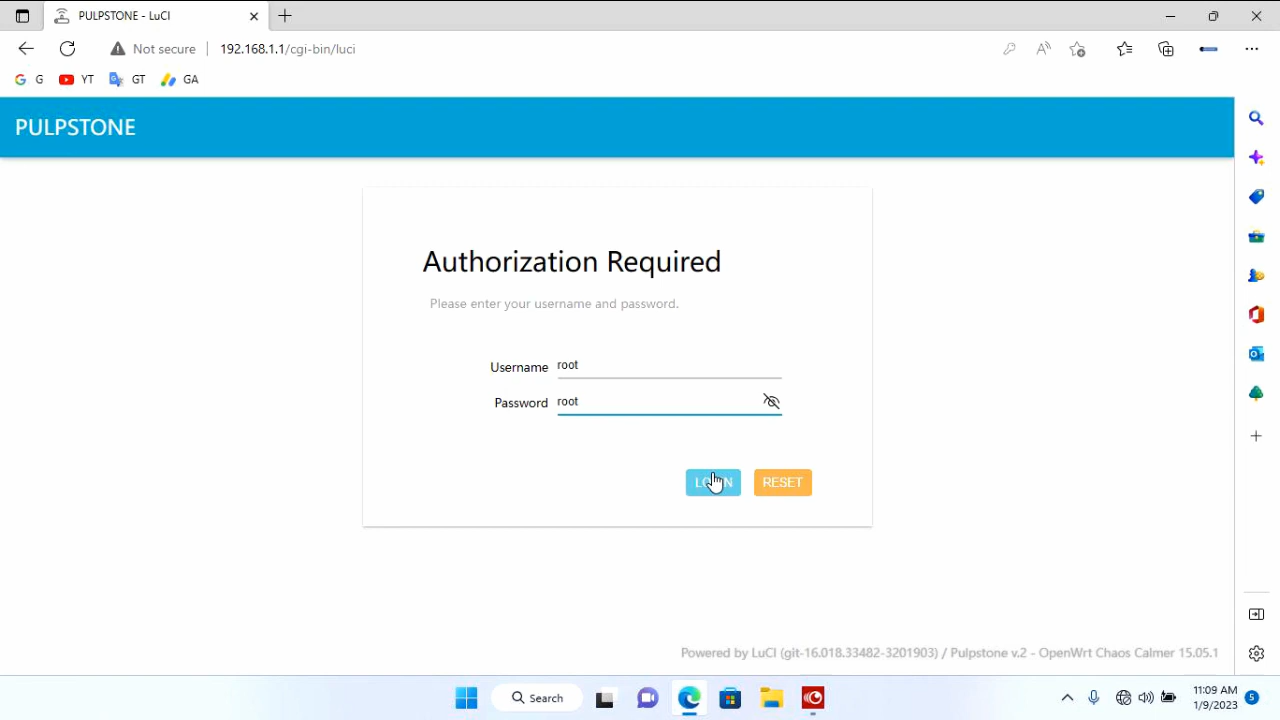 PULPSTONE - LuCI
Not secure
192.168.1.1/cgi-bin/luci
G
YT
GT
GA
PULPSTONE
Authorization Required
Please enter your username and password.
Username root
Password root
RESET
Powered by LuCI (git-16.018.33482-3201903) / Pulpstone v.2 - OpenWrt Chaos Calmer 15.05.1
Search
11:09 AM
1/9/2023
5